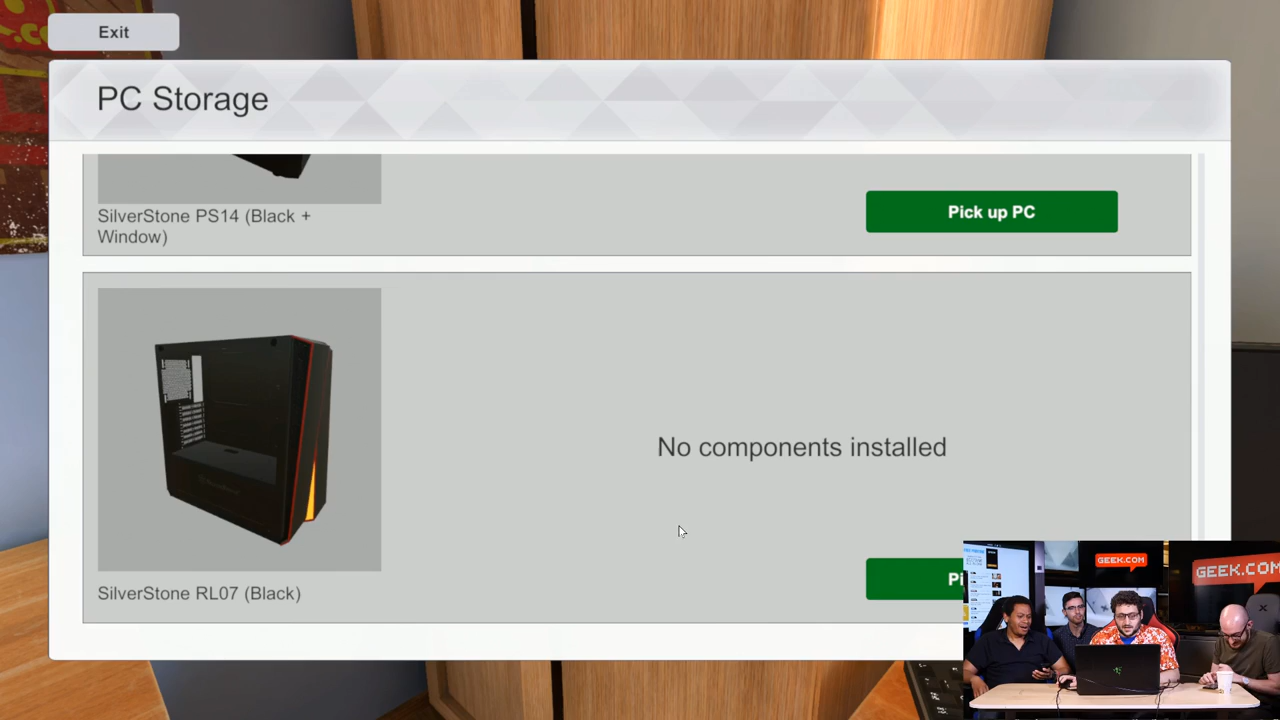 Exit
PC Storage
SilverStone PS14 (Black +
Window)
Pick up PC
No components installed
SilverStone RL07 (Black)
Pi
GEEK.COM
GEEK.COM